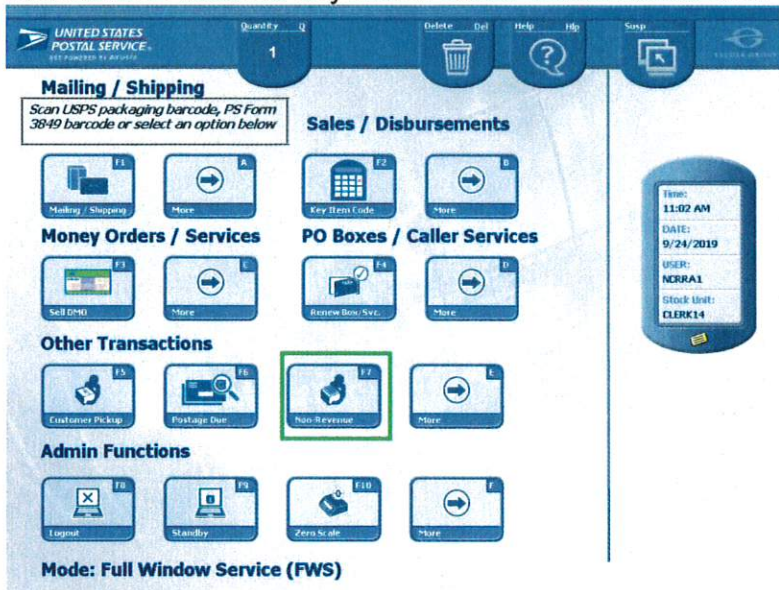 UNITED STATES
POSTAL SERVICE
Quantity Q
1
Delete Del
Help Hlp
Susp
Mailing / Shipping
Scan USPS packaging barcode, PS Form
3849 barcode or select an option below
Sales / Disbursements
F1
Mailing / Shipping
A
More
F2
Key Item Code
B
More
Money Orders / Services
PO Boxes / Caller Services
F3
Sell DMO
C
More
F4
Renew Box/Svc.
D
More
Other Transactions
F5
Customer Pickup
F6
Postage Due
F7
Non-Revenue
E
More
Admin Functions
F8
Logout
F9
Standby
F10
Zero Scale
F
More
Mode: Full Window Service (FWS)
Time:
11:02 AM
DATE:
9/24/2019
USER:
NCRRA1
Stock Unit:
CLERK14